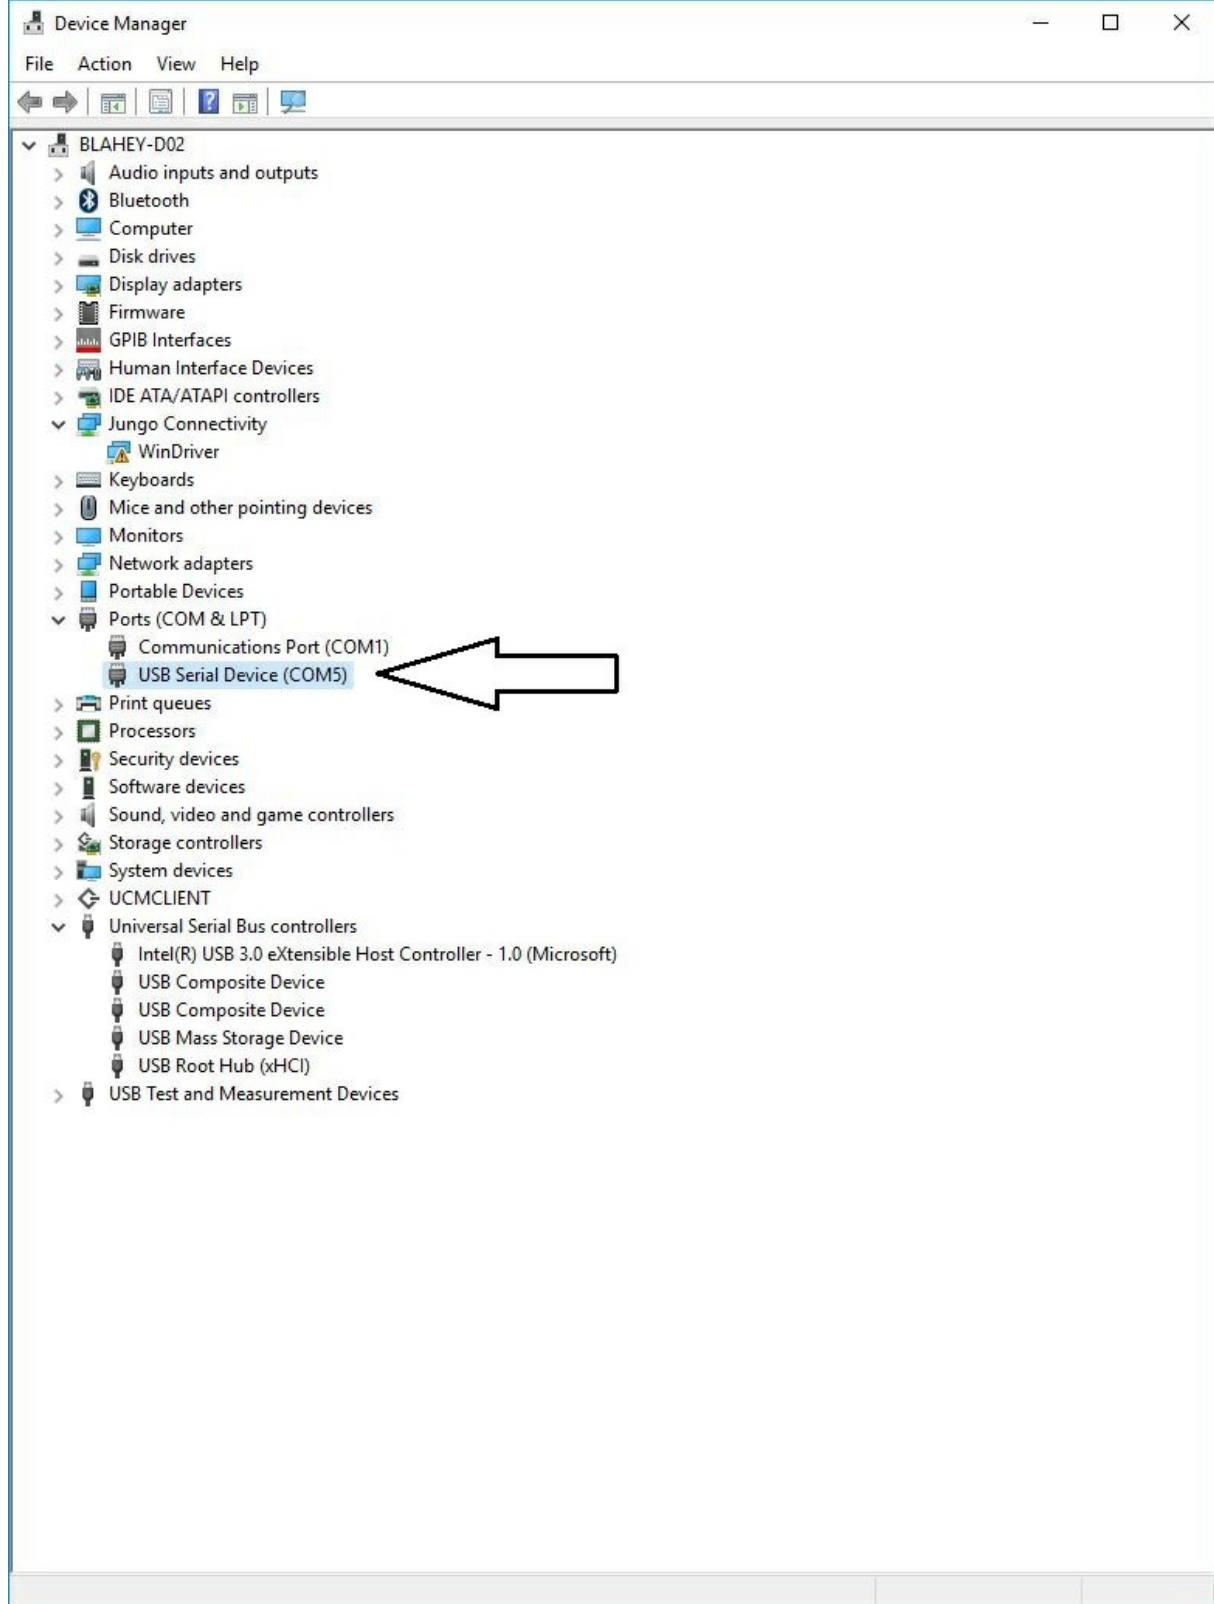 Device Manager
File Action View Help
BLAHEY-D02
Audio inputs and outputs
Bluetooth
Computer
Disk drives
Display adapters
Firmware
GPIB Interfaces
Human Interface Devices
IDE ATA/ATAPI controllers
Jungo Connectivity
WinDriver
Keyboards
Mice and other pointing devices
Monitors
Network adapters
Portable Devices
Ports (COM & LPT)
Communications Port (COM1)
USB Serial Device (COM5)
Print queues
Processors
Security devices
Software devices
Sound, video and game controllers
Storage controllers
System devices
UCMCLIENT
Universal Serial Bus controllers
Intel(R) USB 3.0 eXtensible Host Controller - 1.0 (Microsoft)
USB Composite Device
USB Composite Device
USB Mass Storage Device
USB Root Hub (xHCI)
USB Test and Measurement Devices